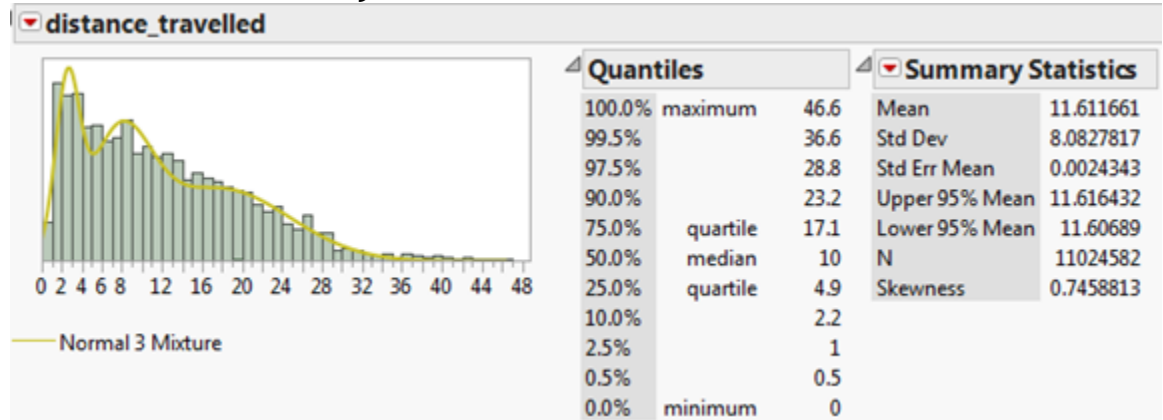 distance_travelled
0 2 4 6 8 12 16 20 24 28 32 36 40 44 48
Normal 3 Mixture
Quantiles
100.0% maximum 46.6
99.5% 36.6
97.5% 28.8
90.0% 23.2
75.0% quartile 17.1
50.0% median 10
25.0% quartile 4.9
10.0% 2.2
2.5% 1
0.5% 0.5
0.0% minimum 0
Summary Statistics
Mean 11.611661
Std Dev 8.0827817
Std Err Mean 0.0024343
Upper 95% Mean 11.616432
Lower 95% Mean 11.60689
N 11024582
Skewness 0.7458813